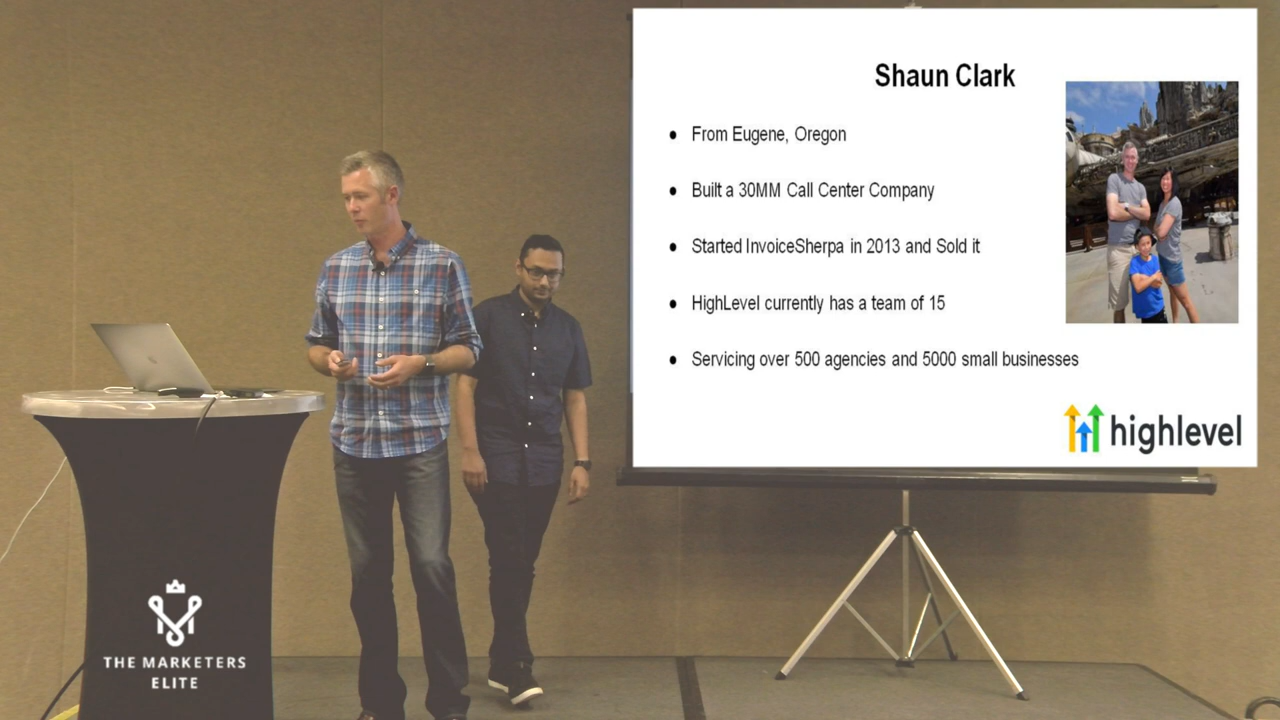 Shaun Clark
● From Eugene, Oregon
● Built a 30MM Call Center Company
● Started InvoiceSherpa in 2013 and Sold it
● HighLevel currently has a team of 15
● Servicing over 500 agencies and 5000 small businesses
highlevel
THE MARKETERS
ELITE